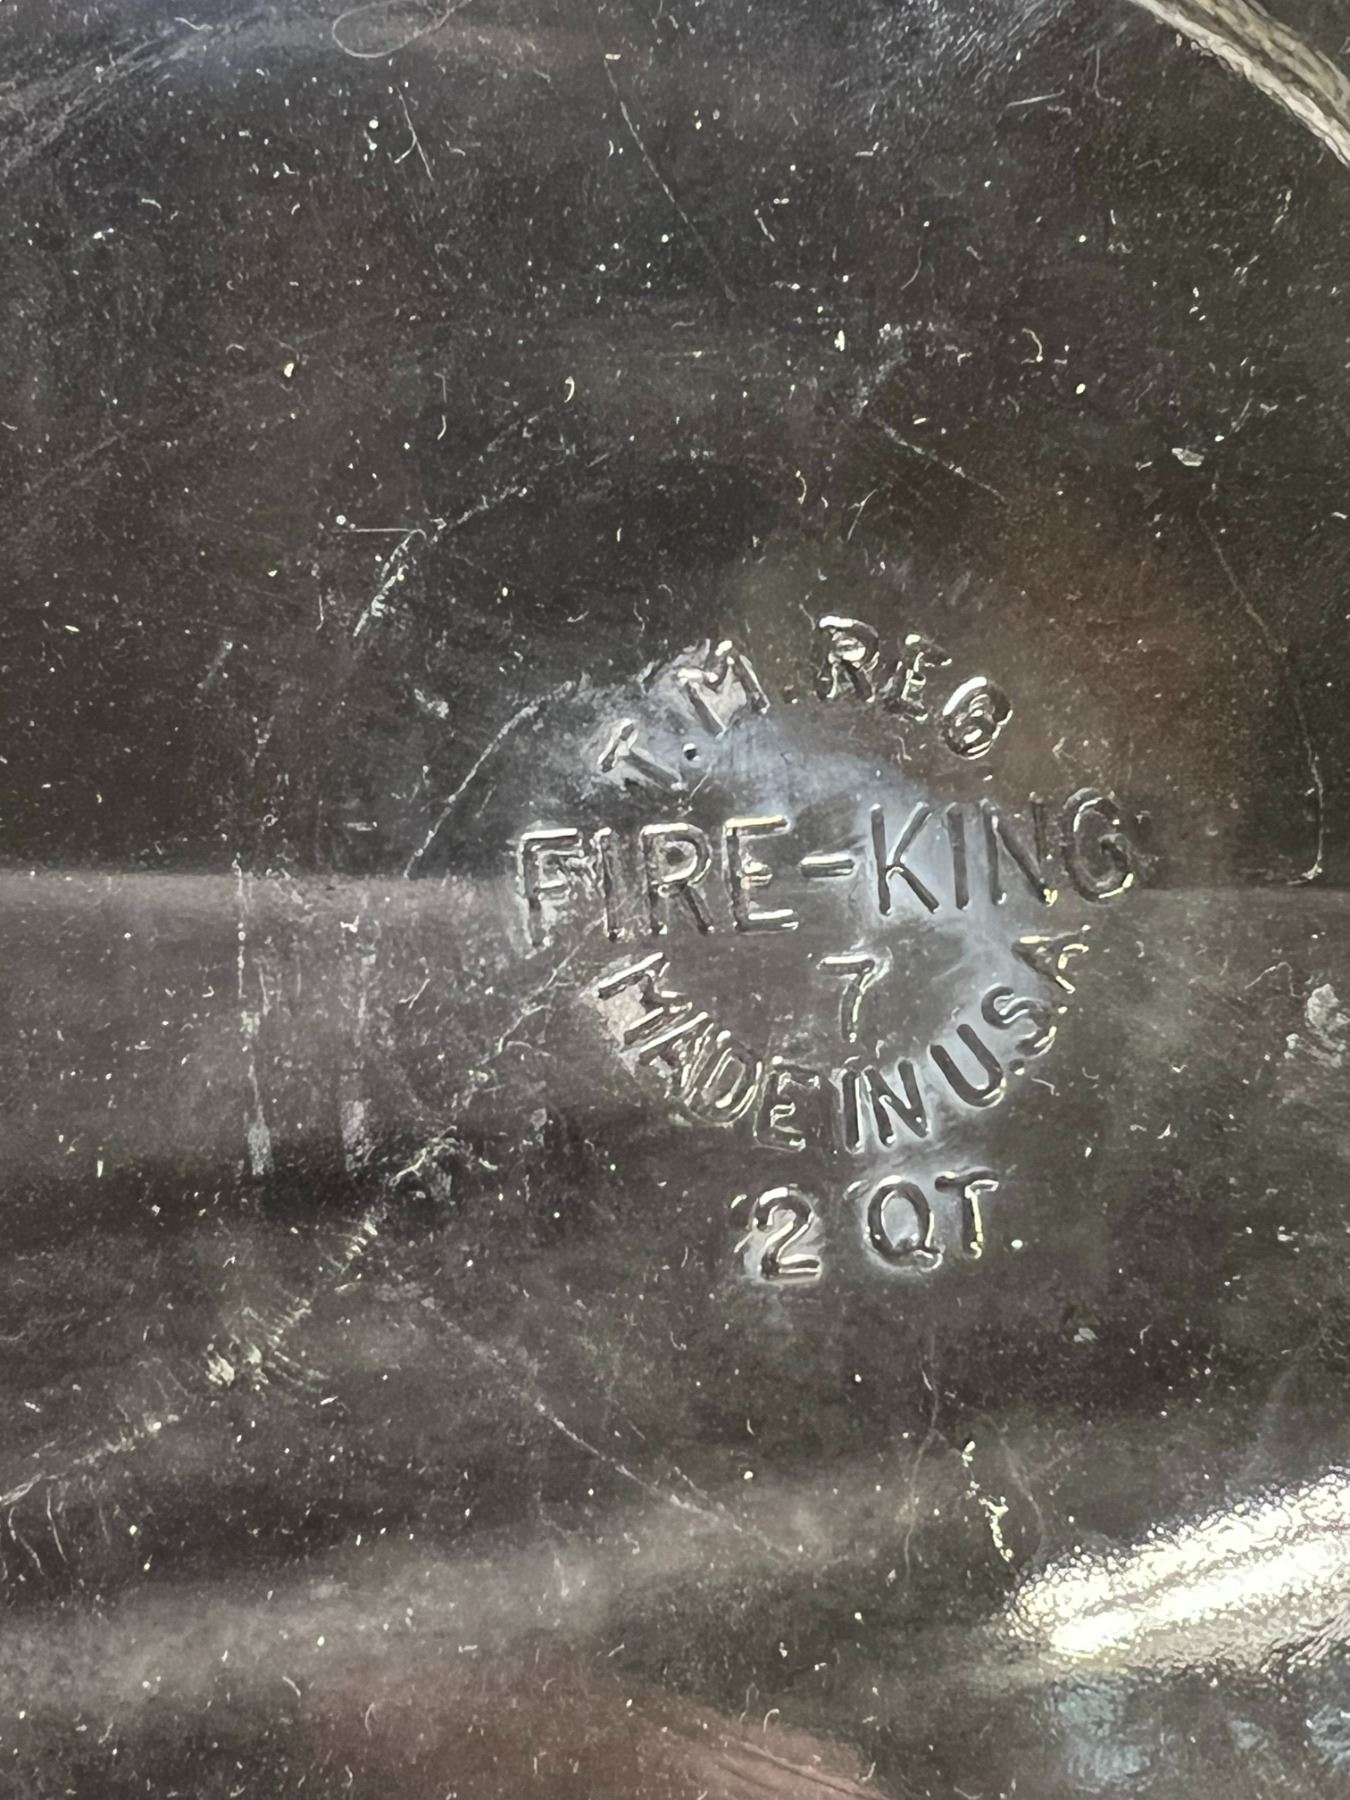 T.M. REG
FIRE-KING
7
MADE IN U.S.A
2 QT